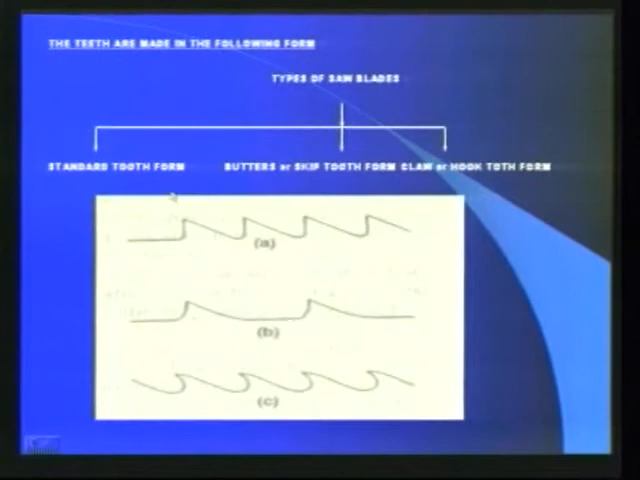 THE TEETH ARE MADE IN THE FOLLOWING FORM
TYPES OF SAW BLADES
STANDARD TOOTH FORM
BUTTERS or SKIP TOOTH FORM
CLAW or HOOK TOTH FORM
(a)
(b)
(c)